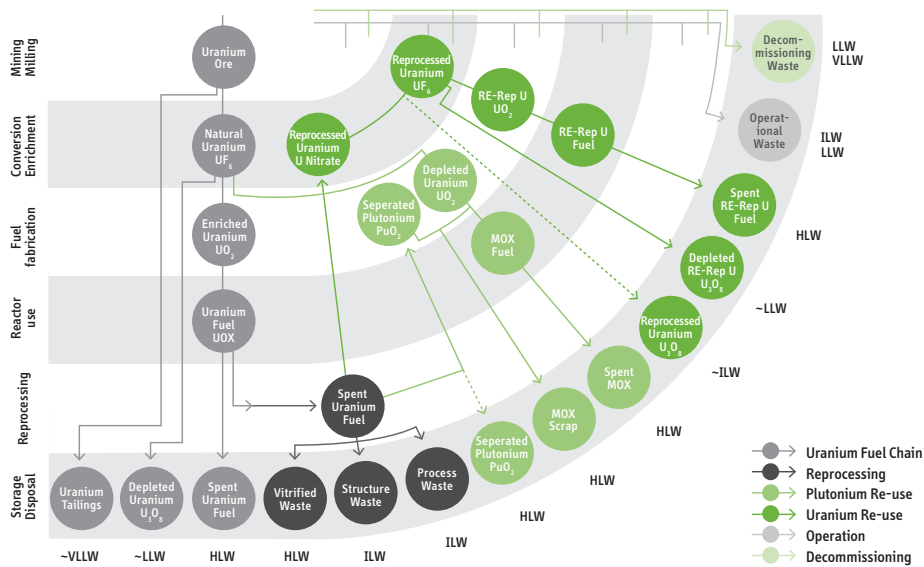 Mining
Milling
Conversion
Enrichment
Fuel
fabrication
Reactor
use
Reprocessing
Storage
Disposal
Uranium
Ore
Natural
Uranium
UF6
Enriched
Uranium
UO2
Uranium
Fuel
UOX
Reprocessed
Uranium
U Nitrate
Reprocessed
Uranium
UF6
RE-Rep U
UO2
RE-Rep U
Fuel
Depleted
Uranium
UO2
Seperated
Plutonium
PuO2
MOX
Fuel
Spent
Uranium
Fuel
Uranium
Tailings
Depleted
Uranium
U3O8
Spent
Uranium
Fuel
Vitrified
Waste
Structure
Waste
Process
Waste
Seperated
Plutonium
PuO2
MOX
Scrap
Spent
MOX
Reprocessed
Uranium
U3O8
Depleted
RE-Rep U
U3O8
Spent
RE-Rep U
Fuel
Operat-
ional
Waste
Decom-
missioning
Waste
~VLLW
~LLW
HLW
HLW
ILW
ILW
HLW
HLW
HLW
~ILW
~LLW
HLW
ILW
LLW
LLW
VLLW
Uranium Fuel Chain
Reprocessing
Plutonium Re-use
Uranium Re-use
Operation
Decommissioning